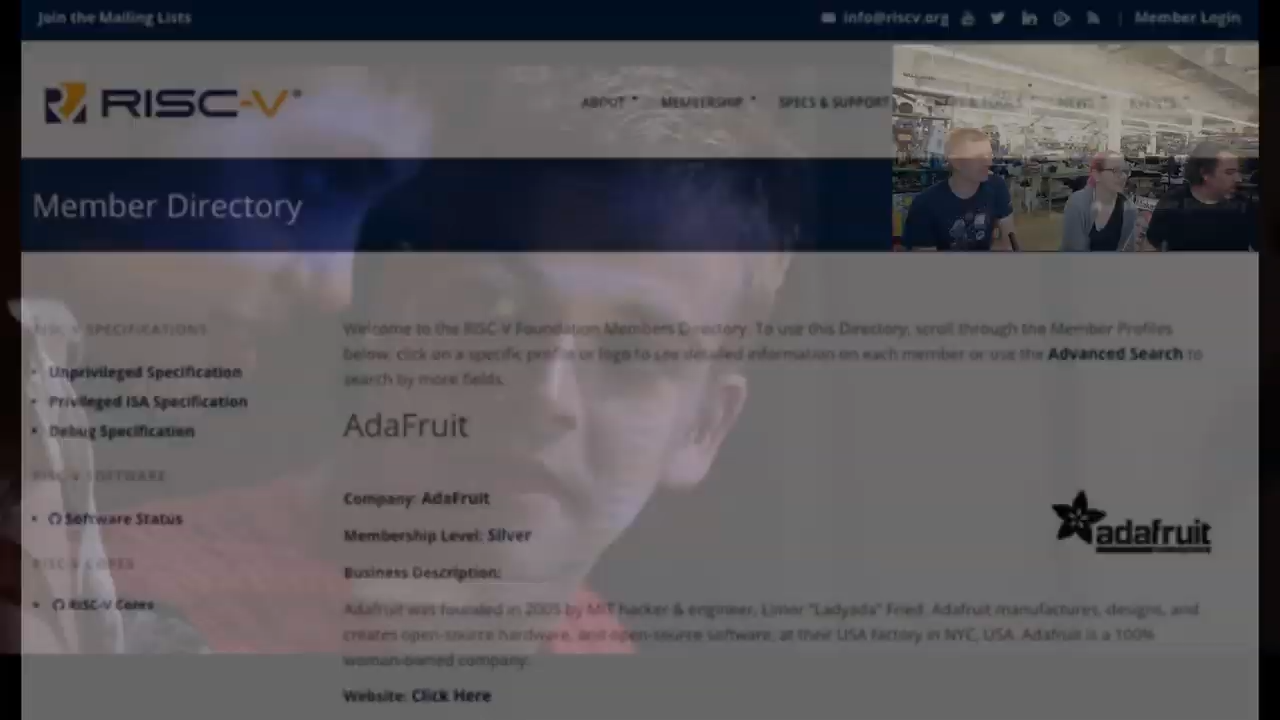 Join the Mailing Lists
info@riscv.org | Member Login
RISC-V®
ABOUT MEMBERSHIP SPECS & SUPPORT NEWS EVENTS
Member Directory
RISC-V SPECIFICATIONS
• Unprivileged Specification
• Privileged ISA Specification
• Debug Specification
RISC-V SOFTWARE
• Software Status
RISC-V CORES
• RISC-V Cores
Welcome to the RISC-V Foundation Members Directory. To use this Directory, scroll through the Member Profiles
below, click on a specific profile or logo to see detailed information on each member or use the Advanced Search to
search by more fields.
AdaFruit
Company: AdaFruit
Membership Level: Silver
Business Description:
adafruit
Adafruit was founded in 2005 by MIT hacker & engineer, Limor "Ladyada" Fried. Adafruit manufactures, designs, and
creates open-source hardware, and open-source software, at their USA factory in NYC, USA. Adafruit is a 100%
woman-owned company.
Website: Click Here